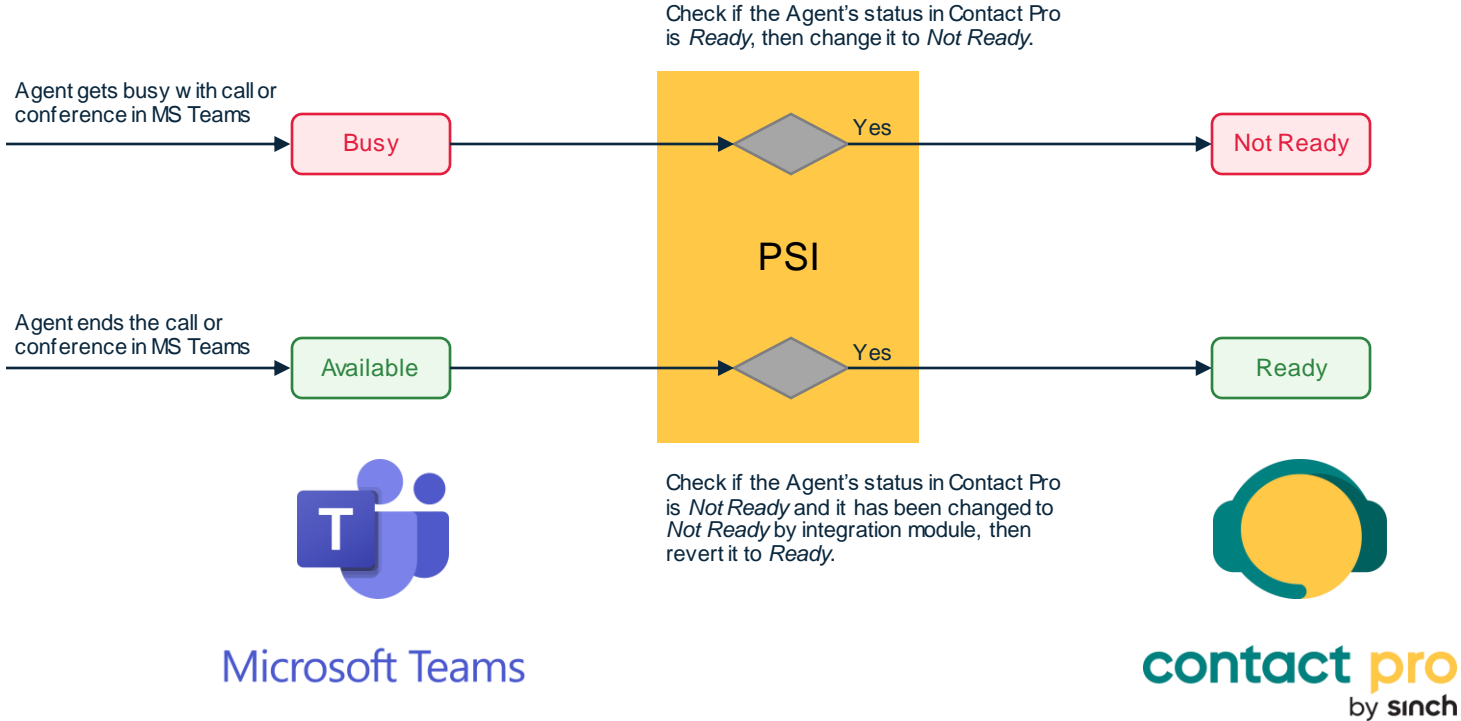 Check if the Agent's status in Contact Pro
is Ready, then change it to Not Ready.
Agent gets busy with call or
conference in MS Teams
Busy
Yes
Not Ready
PSI
Agent ends the call or
conference in MS Teams
Available
Yes
Ready
Check if the Agent's status in Contact Pro
is Not Ready and it has been changed to
Not Ready by integration module, then
revert it to Ready.
T
Microsoft Teams
contact pro
by sinch